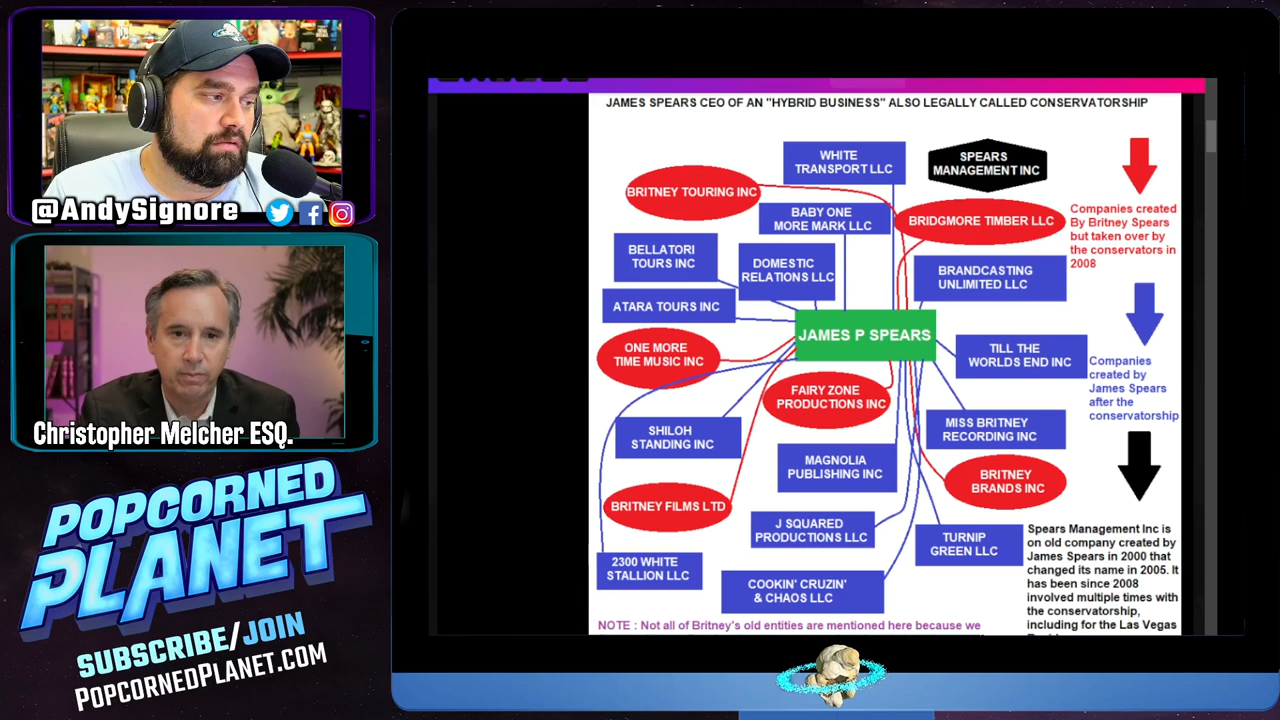 @AndySignore
Christopher Melcher ESQ.
POPCORNED
PLANET
SUBSCRIBE/JOIN
POPCORNEDPLANET.COM
JAMES SPEARS CEO OF AN "HYBRID BUSINESS" ALSO LEGALLY CALLED CONSERVATORSHIP
WHITE
TRANSPORT LLC
SPEARS
MANAGEMENT INC
BRITNEY TOURING INC
BABY ONE
MORE MARK LLC
BRIDGMORE TIMBER LLC
Companies created
By Britney Spears
but taken over by
the conservators in
2008
BELLATORI
TOURS INC
DOMESTIC
RELATIONS LLC
BRANDCASTING
UNLIMITED LLC
ATARA TOURS INC
JAMES P SPEARS
ONE MORE
TIME MUSIC INC
TILL THE
WORLDS END INC
Companies
created by
James Spears
after the
conservatorship
FAIRY ZONE
PRODUCTIONS INC
SHILOH
STANDING INC
MISS BRITNEY
RECORDING INC
MAGNOLIA
PUBLISHING INC
BRITNEY
BRANDS INC
BRITNEY FILMS LTD
J SQUARED
PRODUCTIONS LLC
TURNIP
GREEN LLC
2300 WHITE
STALLION LLC
COOKIN' CRUZIN'
& CHAOS LLC
Spears Management Inc is
on old company created by
James Spears in 2000 that
changed its name in 2005. It
has been since 2008
involved multiple times with
the conservatorship,
including for the Las Vegas
NOTE : Not all of Britney's old entities are mentioned here because we